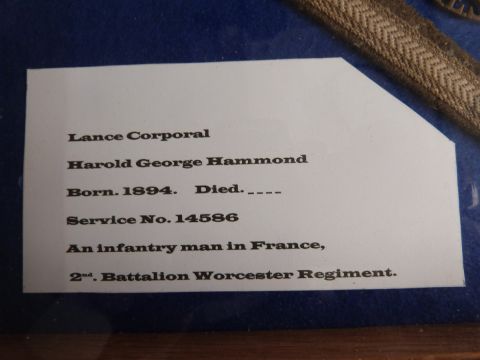 Lance Corporal
Harold George Hammond
Born. 1894. Died. _ _ _ _
Service No. 14586
An infantry man in France,
2nd. Battalion Worcester Regiment.